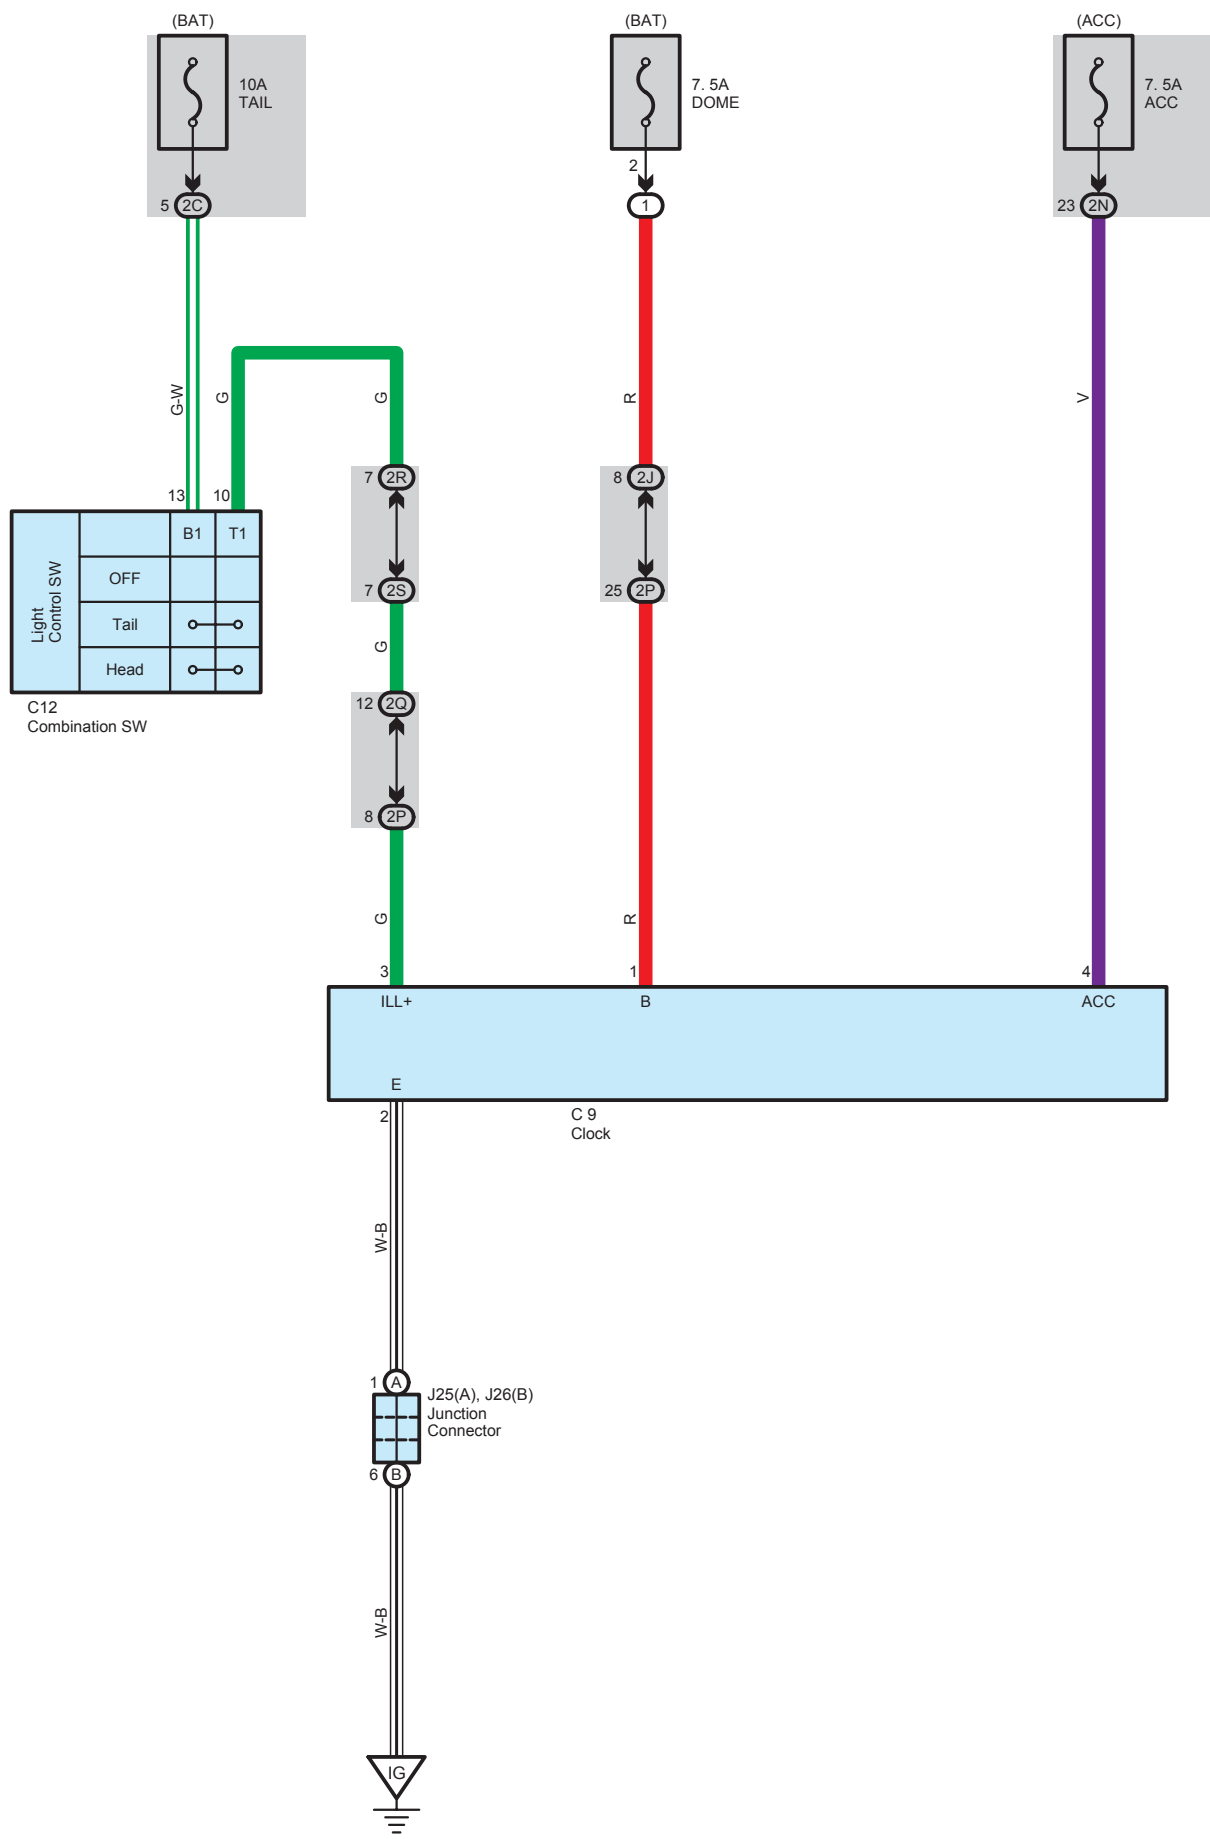 (BAT)
(BAT)
(ACC)
10A
TAIL
7. 5A
DOME
7. 5A
ACC
2
5 2C
1
23 2N
G-W
G
G
R
V
7 2R
8 2J
13
10
B1
T1
Light
Control SW
OFF
Tail
Head
7 2S
25 2P
G
C12
Combination SW
12 2Q
8 2P
G
R
3
1
4
ILL+
B
ACC
E
2
C 9
Clock
W-B
1 A
J25(A), J26(B)
Junction
Connector
6 B
W-B
IG